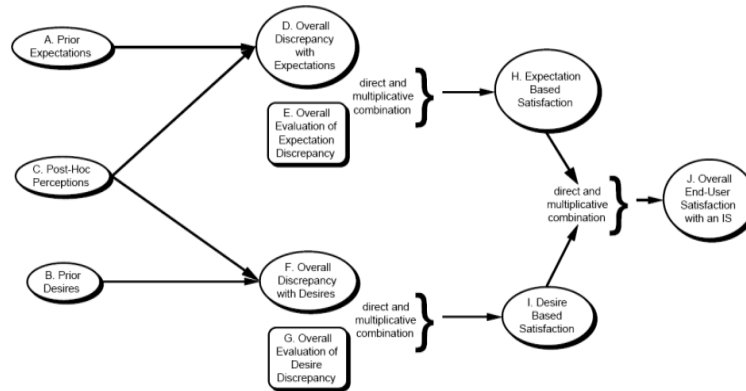 A. Prior
Expectations
D. Overall
Discrepancy
with
Expectations
direct and
multiplicative
combination
E. Overall
Evaluation of
Expectation
Discrepancy
H. Expectation
Based
Satisfaction
C. Post-Hoc
Perceptions
direct and
multiplicative
combination
J. Overall
End-User
Satisfaction
with an IS
B. Prior
Desires
F. Overall
Discrepancy
with Desires
direct and
multiplicative
combination
G. Overall
Evaluation of
Desire
Discrepancy
I. Desire
Based
Satisfaction